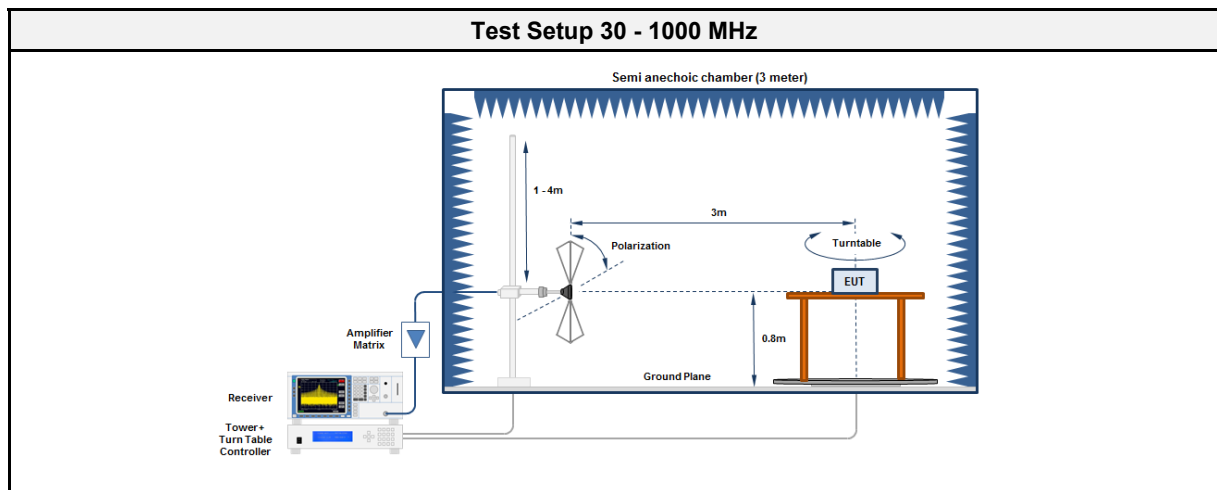 Test Setup 30 - 1000 MHz
Semi anechoic chamber (3 meter)
1 - 4m
3m
Polarization
Turntable
EUT
Amplifier
Matrix
0.8m
Ground Plane
Receiver
Tower+
Turn Table
Controller